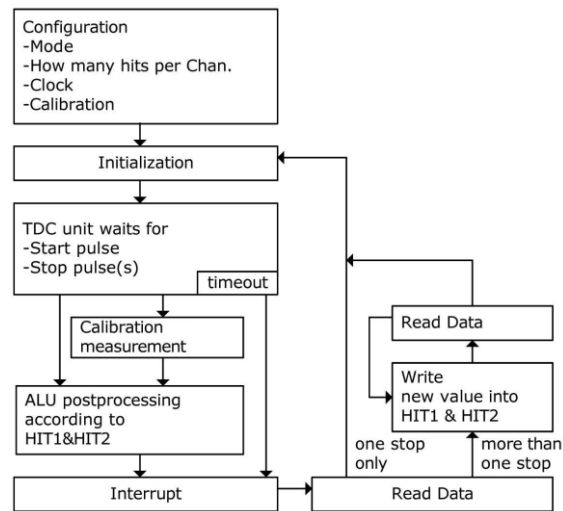 Configuration
-Mode
-How many hits per Chan.
-Clock
-Calibration
Initialization
TDC unit waits for
-Start pulse
-Stop pulse(s)
timeout
Calibration
measurement
ALU postprocessing
according to
HIT1&HIT2
Interrupt
Read Data
Write
new value into
HIT1 & HIT2
one stop
only
more than
one stop
Read Data